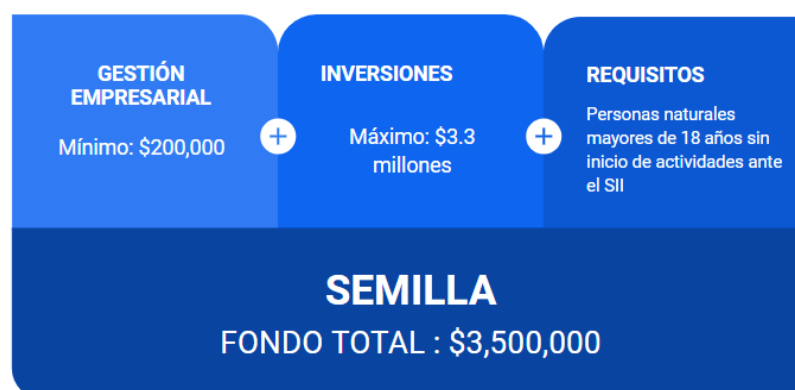 GESTIÓN
EMPRESARIAL
Mínimo: $200,000
INVERSIONES
Máximo: $3.3
millones
REQUISITOS
Personas naturales
mayores de 18 años sin
inicio de actividades ante
el SII
SEMILLA
FONDO TOTAL : $3,500,000